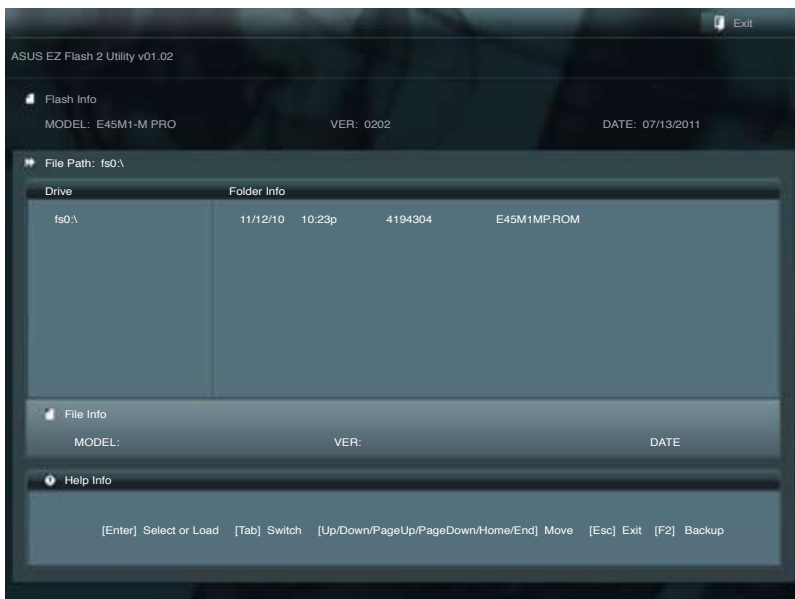 Exit
ASUS EZ Flash 2 Utility v01.02
Flash Info
MODEL: E45M1-M PRO VER: 0202 DATE: 07/13/2011
File Path: fs0:\
Drive Folder Info
fs0:\ 11/12/10 10:23p 4194304 E45M1MP.ROM
File Info
MODEL: VER: DATE
Help Info
[Enter] Select or Load [Tab] Switch [Up/Down/PageUp/PageDown/Home/End] Move [Esc] Exit [F2] Backup